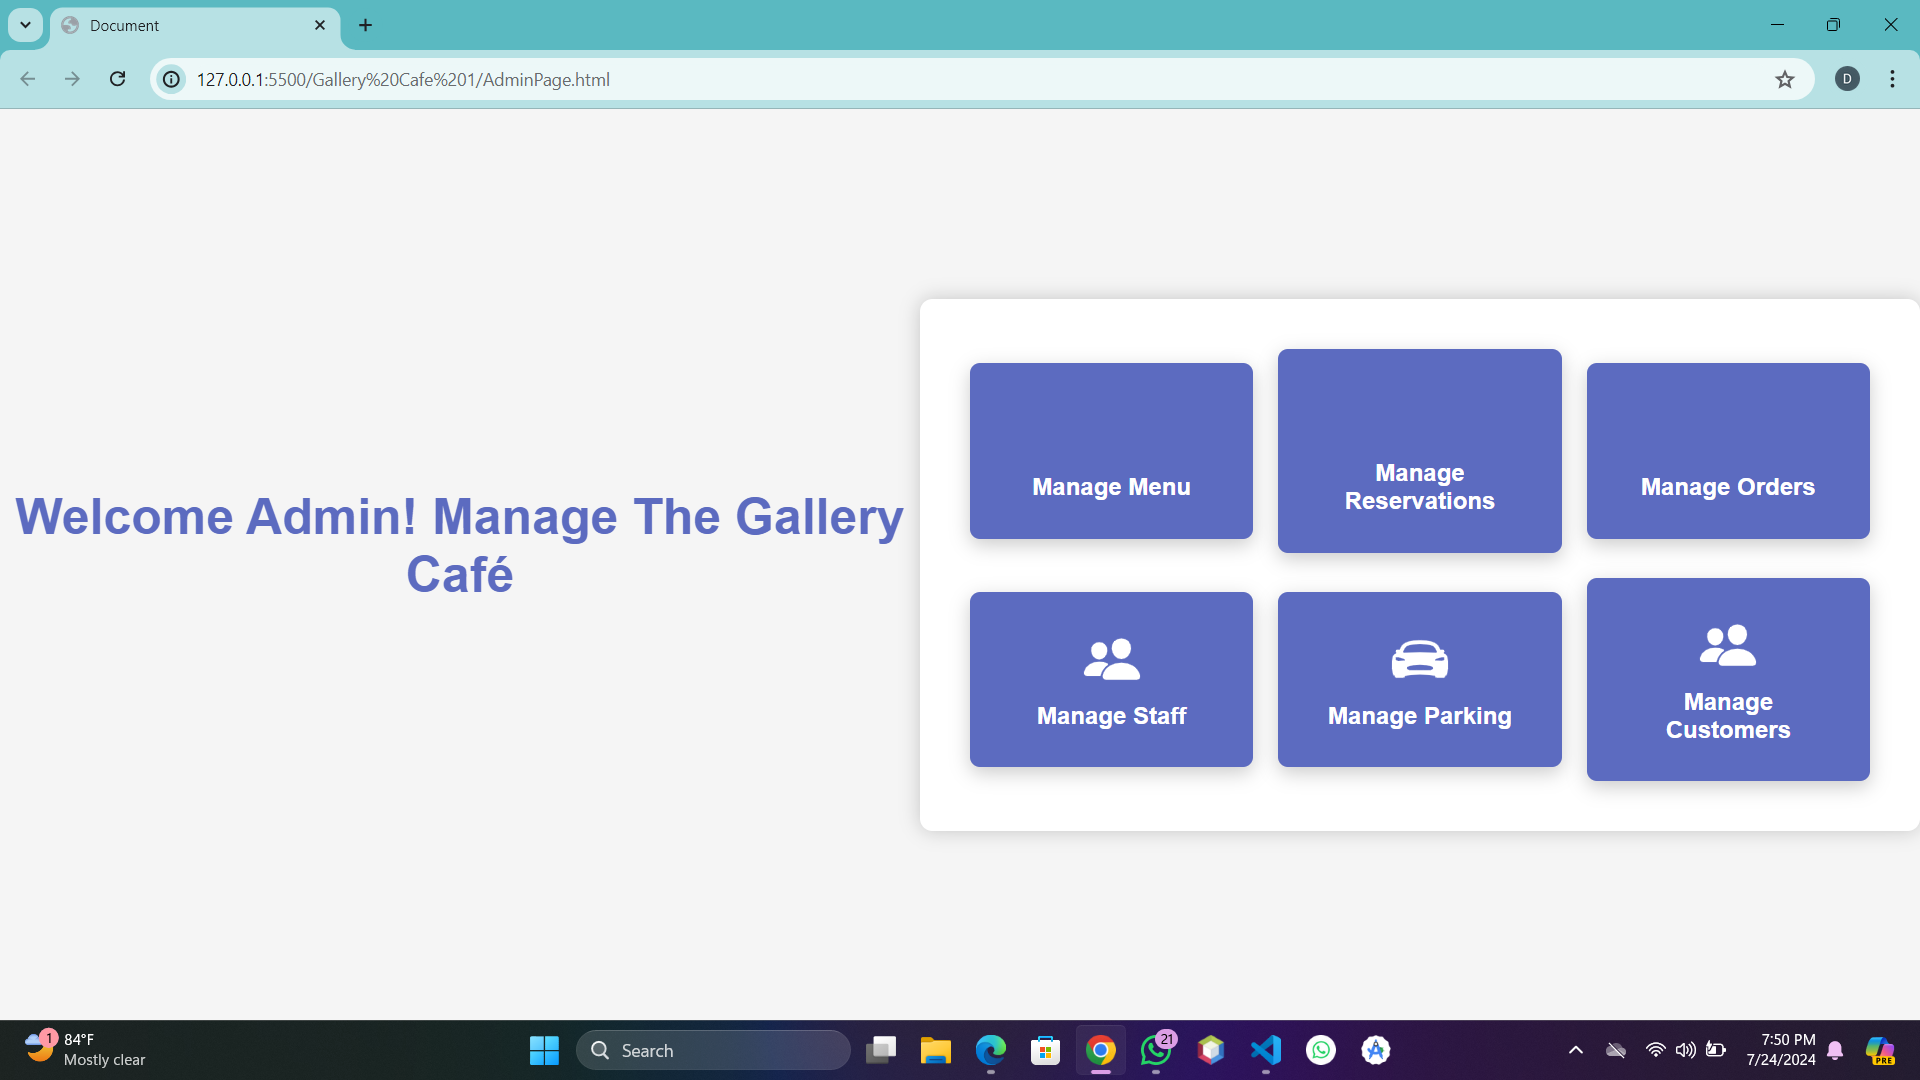 Document
127.0.0.1:5500/Gallery%20Cafe%201/AdminPage.html
D
Welcome Admin! Manage The Gallery
Café
Manage Menu
Manage
Reservations
Manage Orders
Manage Staff
Manage Parking
Manage
Customers
1
84°F
Mostly clear
Search
21
7:50 PM
7/24/2024
PRE